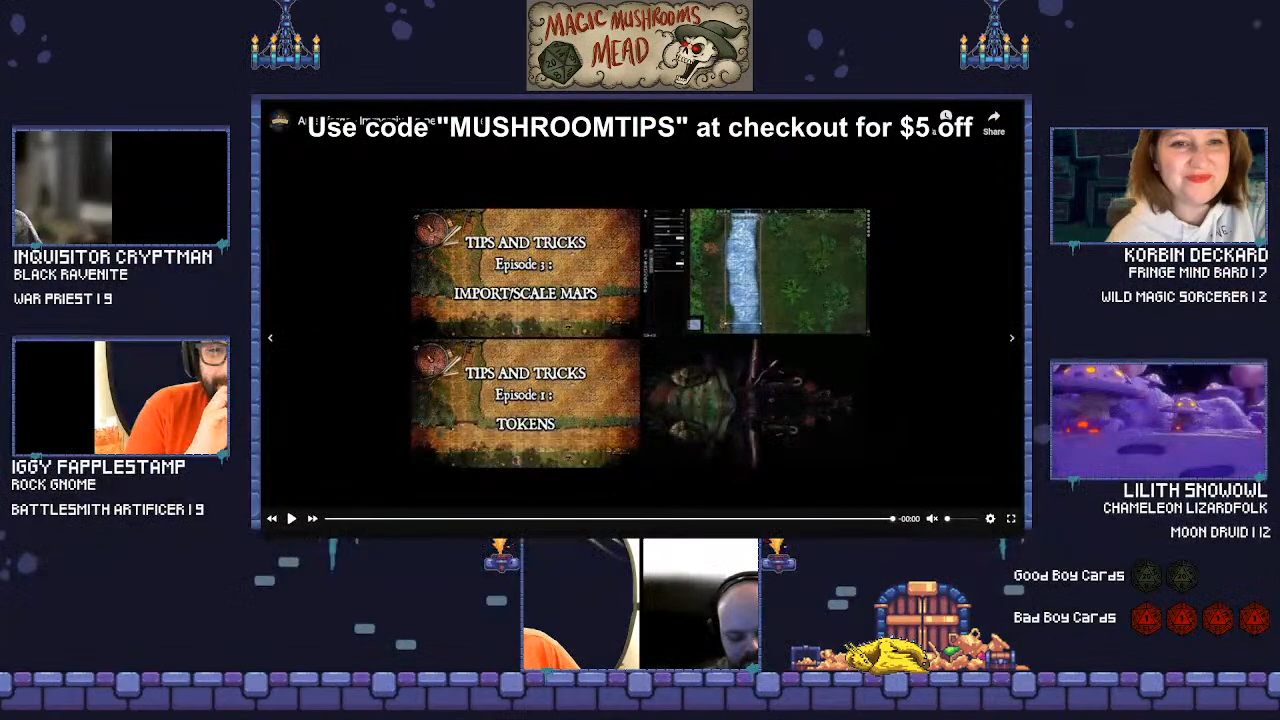 MAGIC MUSHROOMS
MEAD
20
Use code "MUSHROOMTIPS" at checkout for $5 off
Share
TIPS AND TRICKS
Episode 3:
IMPORT/SCALE MAPS
TIPS AND TRICKS
Episode 1:
TOKENS
-00:00
INQUISITOR CRYPTMAN
BLACK RAVENITE
WAR PRIEST | 9
IGGY FAPPLESTAMP
ROCK GNOME
BATTLESMITH ARTIFICER | 9
KORBIN DECKARD
FRINGE MIND BARD | 7
WILD MAGIC SORCERER | 2
LILITH SNOWOWL
CHAMELEON LIZARDFOLK
MOON DRUID | 12
Good Boy Cards
Bad Boy Cards